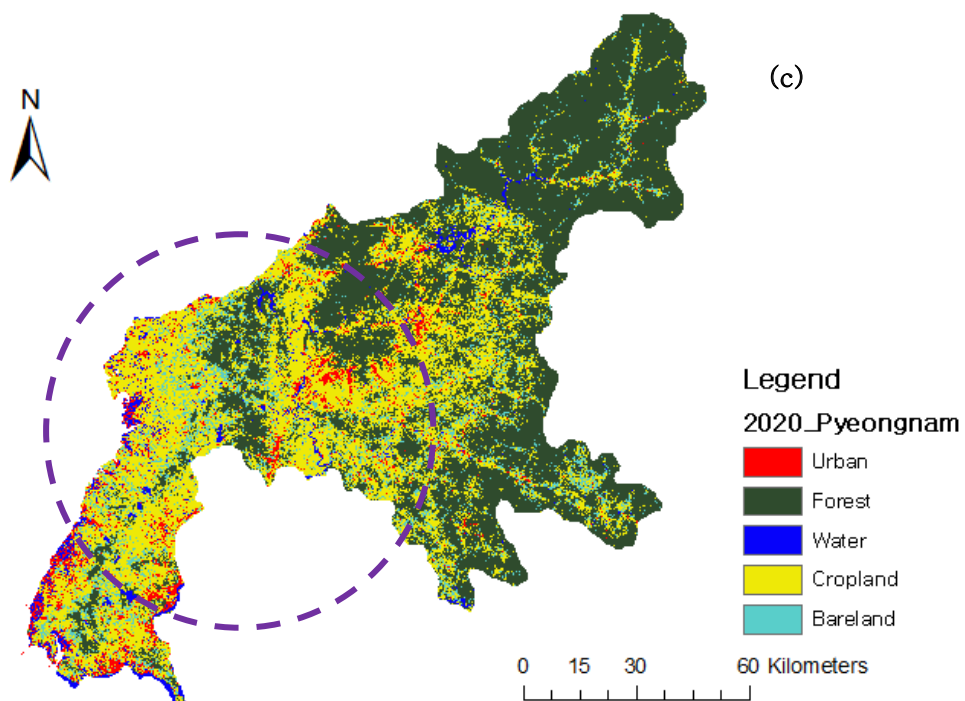 (c)
N
Legend
2020_Pyeongnam
Urban
Forest
Water
Cropland
Bareland
0 15 30 60 Kilometers